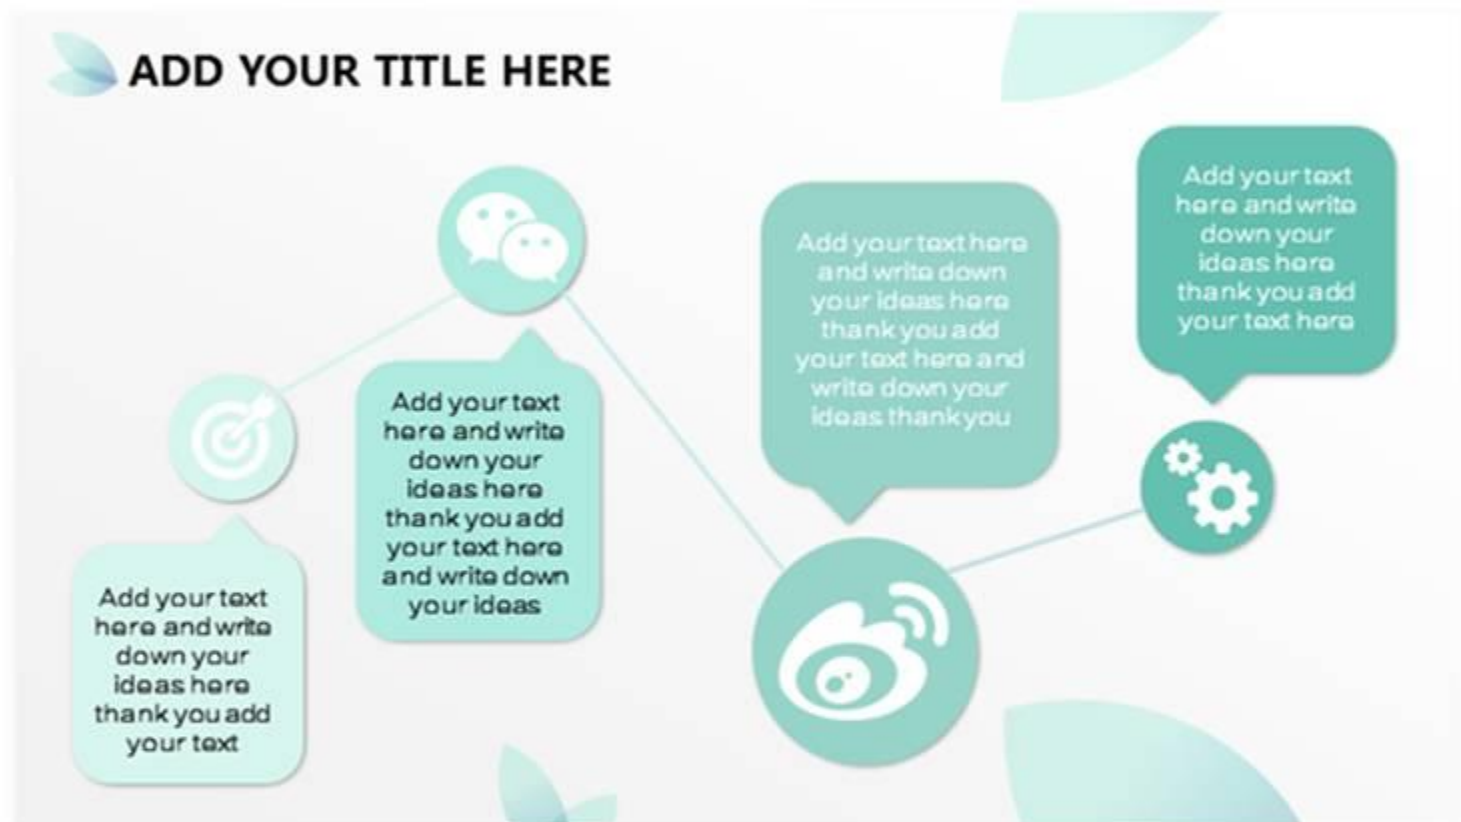 ADD YOUR TITLE HERE
Add your text
here and write
down your
ideas here
thank you add
your text
Add your text
here and write
down your
ideas here
thank you add
your text here
and write down
your ideas
Add your text here
and write down
your ideas here
thank you add
your text here and
write down your
ideas thank you
Add your text
here and write
down your
ideas here
thank you add
your text here